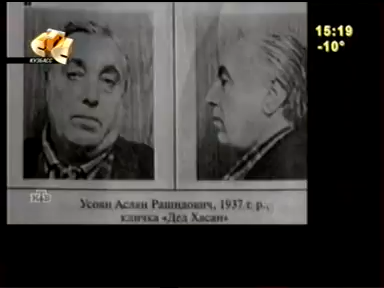 КУЗБАСС
15:19
-10°
НТВ
Усоян Аслан Рашидович, 1937 г. р.,
кличка «Дед Хасан»